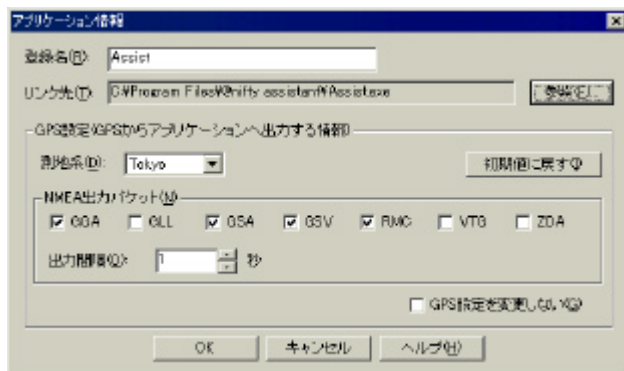 アプリケーション情報
登録名(R): Assist
リンク先(T): C:¥Program Files¥@nifty assistant¥Assist.exe 参照(E)...
GPS設定(GPSからアプリケーションへ出力する情報)
測地系(D): Tokyo 初期値に戻す(I)
NMEA出力パケット(N)
GGA GLL GSA GSV RMC VTG ZDA
出力間隔(O): 1 秒
GPS設定を変更しない(G)
OK キャンセル ヘルプ(H)